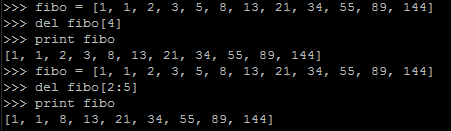 >>> fibo = [1, 1, 2, 3, 5, 8, 13, 21, 34, 55, 89, 144]
>>> del fibo[4]
>>> print fibo
[1, 1, 2, 3, 8, 13, 21, 34, 55, 89, 144]
>>> fibo = [1, 1, 2, 3, 5, 8, 13, 21, 34, 55, 89, 144]
>>> del fibo[2:5]
>>> print fibo
[1, 1, 8, 13, 21, 34, 55, 89, 144]